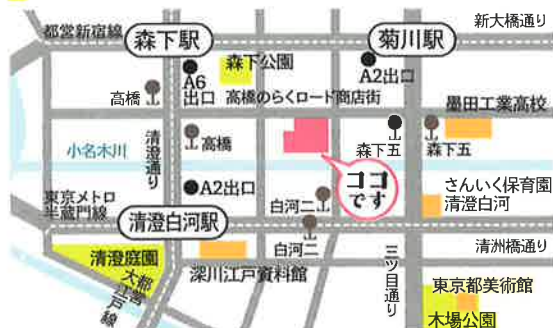 新大橋通り
都営新宿線
森下駅
菊川駅
森下公園
A6
出口
A2出口
高橋
高橋のらくロード商店街
墨田工業高校
清澄通り
高橋
森下五
森下五
小名木川
ココ
です
さんいく保育園
清澄白河
A2出口
東京メトロ
半蔵門線
白河二
清澄白河駅
白河二
清洲橋通り
清澄庭園
深川江戸資料館
三ツ目通り
都営
大江戸線
東京都美術館
木場公園